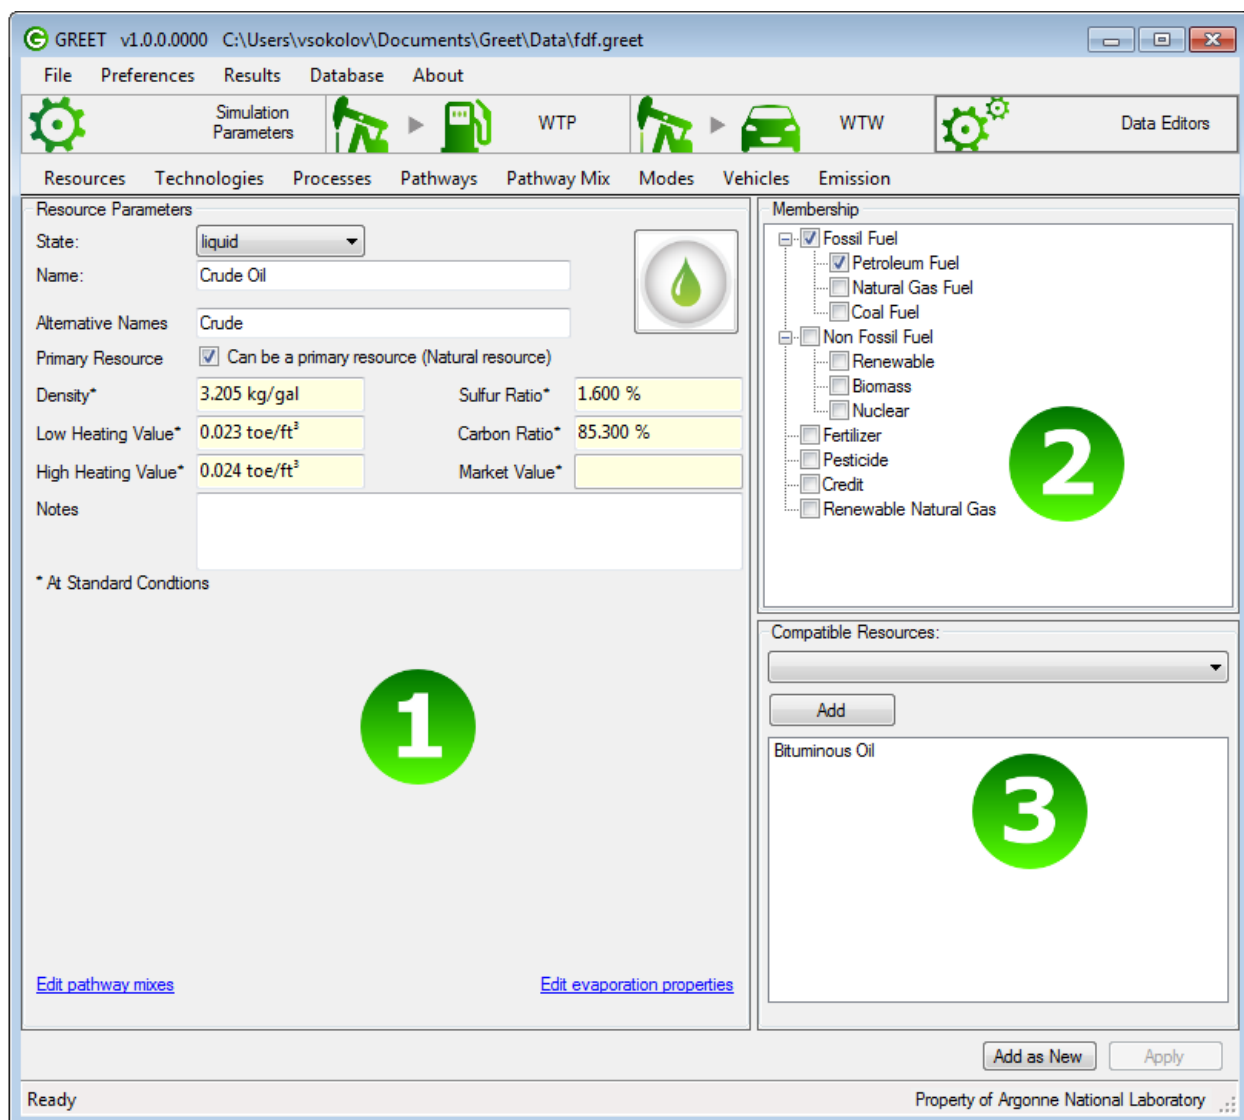 GREET v1.0.0.0000 C:\Users\vsokolov\Documents\Greet\Data\fdf.greet
File Preferences Results Database About
Simulation
Parameters
WTP
WTW
Data Editors
Resources Technologies Processes Pathways Pathway Mix Modes Vehicles Emission
Resource Parameters
State: liquid
Name: Crude Oil
Alternative Names Crude
Primary Resource Can be a primary resource (Natural resource)
Density* 3.205 kg/gal Sulfur Ratio* 1.600 %
Low Heating Value* 0.023 toe/ft³ Carbon Ratio* 85.300 %
High Heating Value* 0.024 toe/ft³ Market Value*
Notes
* At Standard Condtions
1
Edit pathway mixes Edit evaporation properties
Membership
Fossil Fuel
Petroleum Fuel
Natural Gas Fuel
Coal Fuel
Non Fossil Fuel
Renewable
Biomass
Nuclear
Fertilizer
Pesticide
Credit
Renewable Natural Gas
2
Compatible Resources:
Add
Bituminous Oil
3
Add as New Apply
Ready Property of Argonne National Laboratory